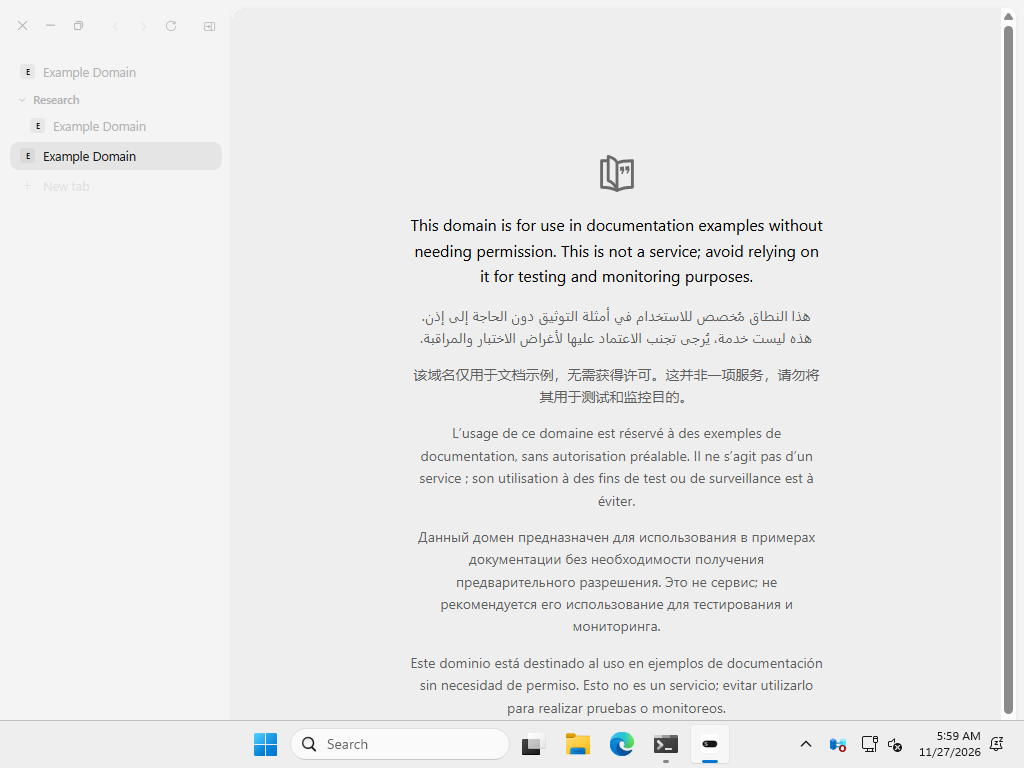 E Example Domain
Research
E Example Domain
E Example Domain
+ New tab
This domain is for use in documentation examples without
needing permission. This is not a service; avoid relying on
it for testing and monitoring purposes.
هذا النطاق مُخصص للاستخدام في أمثلة التوثيق دون الحاجة إلى إذن.
هذه ليست خدمة، يُرجى تجنب الاعتماد عليها لأغراض الاختبار والمراقبة.
该域名仅用于文档示例，无需获得许可。这并非一项服务，请勿将
其用于测试和监控目的。
L’usage de ce domaine est réservé à des exemples de
documentation, sans autorisation préalable. Il ne s’agit pas d’un
service ; son utilisation à des fins de test ou de surveillance est à
éviter.
Данный домен предназначен для использования в примерах
документации без необходимости получения
предварительного разрешения. Это не сервис; не
рекомендуется его использование для тестирования и
мониторинга.
Este dominio está destinado al uso en ejemplos de documentación
sin necesidad de permiso. Esto no es un servicio; evitar utilizarlo
para realizar pruebas o monitoreos.
Search
5:59 AM
11/27/2026